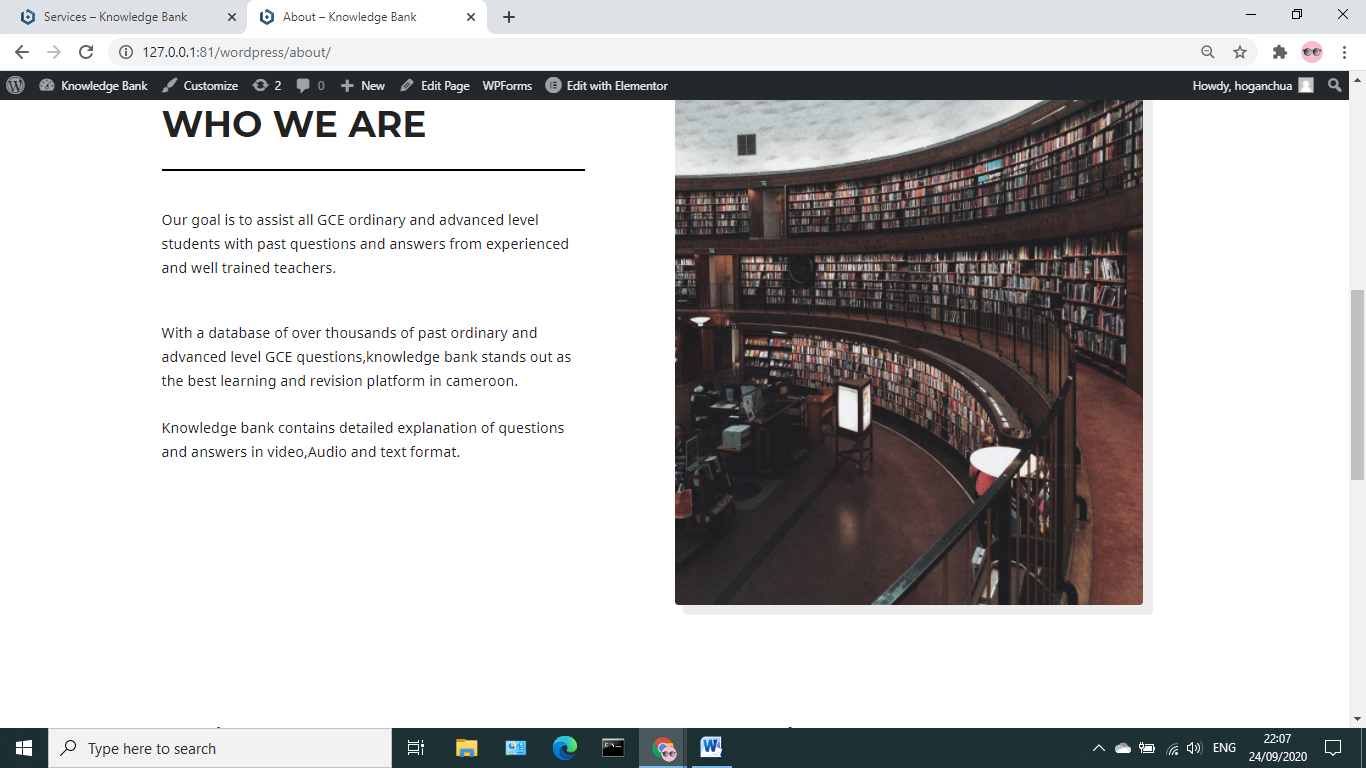 Services – Knowledge Bank
About – Knowledge Bank
127.0.0.1:81/wordpress/about/
Knowledge Bank Customize 2 0 New Edit Page WPForms Edit with Elementor Howdy, hoganchua
WHO WE ARE
Our goal is to assist all GCE ordinary and advanced level
students with past questions and answers from experienced
and well trained teachers.
With a database of over thousands of past ordinary and
advanced level GCE questions,knowledge bank stands out as
the best learning and revision platform in cameroon.
Knowledge bank contains detailed explanation of questions
and answers in video,Audio and text format.
Type here to search
ENG
22:07
24/09/2020